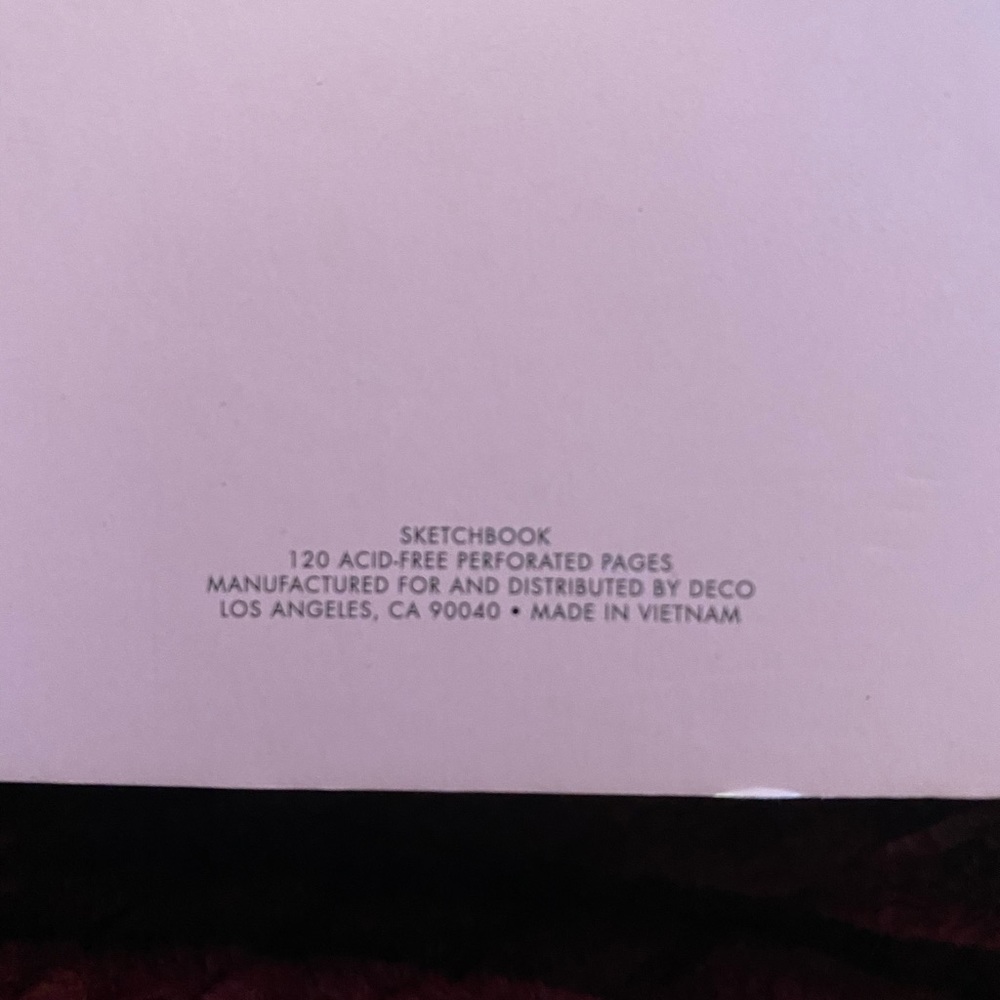 SKETCHBOOK
120 ACID-FREE PERFORATED PAGES
MANUFACTURED FOR AND DISTRIBUTED BY DECO
LOS ANGELES, CA 90040 • MADE IN VIETNAM